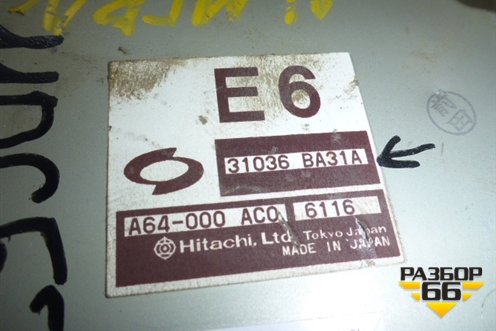 E6
31036 BA31A
A64-000 AC0 6116
Hitachi, Ltd. Tokyo Japan
MADE IN JAPAN
РАЗБОР
66